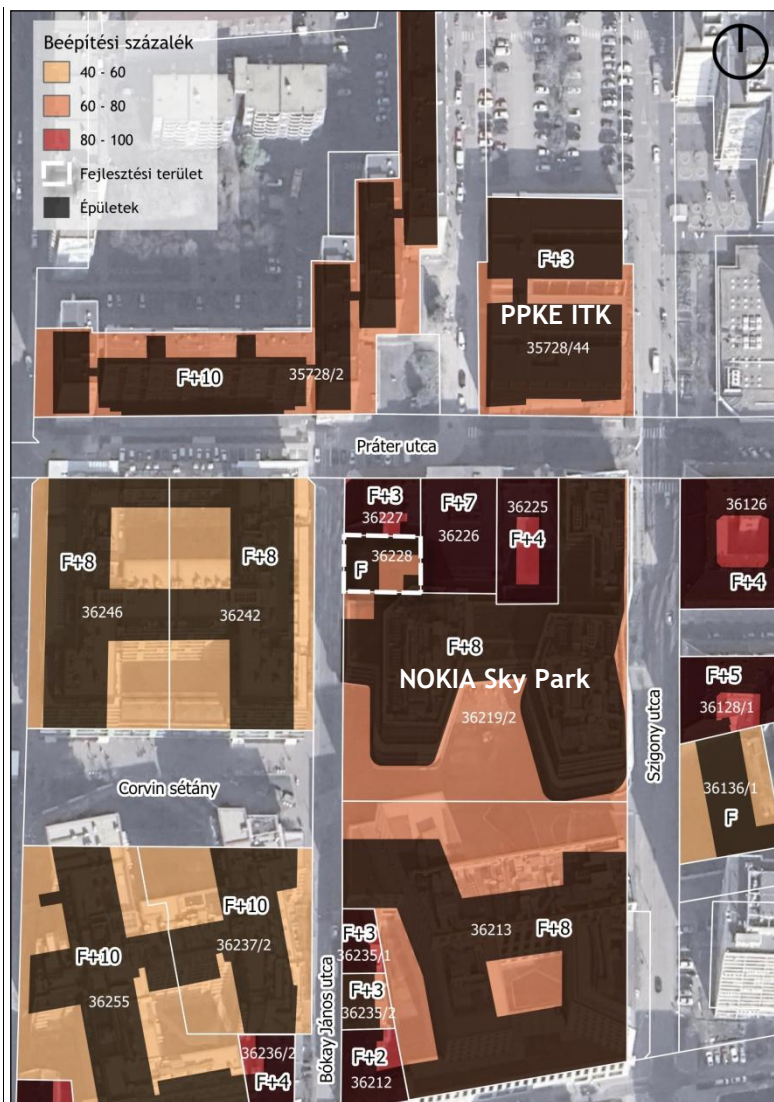 Beépítési százalék
40 - 60
60 - 80
80 - 100
Fejlesztési terület
Épületek
F+3
PPKE ITK
35728/44
F+10
35728/2
Práter utca
F+3
36227
F+7
36226
36225
F+4
36126
F+4
36228
F
F+8
36246
F+8
36242
F+8
NOKIA Sky Park
36219/2
F+5
36128/1
Szigony utca
36136/1
F
Corvin sétány
F+10
36237/2
F+10
36255
Bókay János utca
F+3
36235/1
F+3
36235/2
F+2
36212
36213
F+8
36236/2
F+4